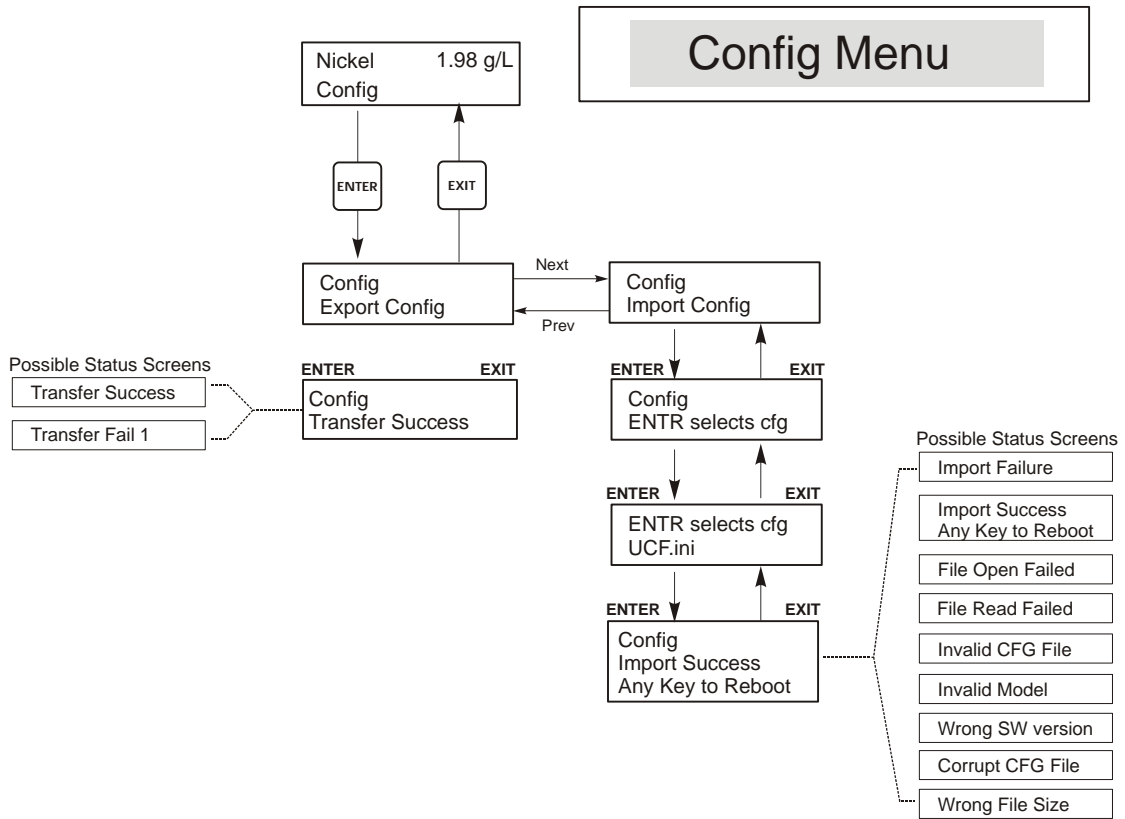 Config Menu
Nickel 1.98 g/L
Config
ENTER
EXIT
Config
Export Config
Next
Prev
Config
Import Config
Possible Status Screens
Transfer Success
Transfer Fail 1
ENTER EXIT
Config
Transfer Success
ENTER EXIT
Config
ENTR selects cfg
ENTER EXIT
ENTR selects cfg
UCF.ini
ENTER EXIT
Config
Import Success
Any Key to Reboot
Possible Status Screens
Import Failure
Import Success
Any Key to Reboot
File Open Failed
File Read Failed
Invalid CFG File
Invalid Model
Wrong SW version
Corrupt CFG File
Wrong File Size